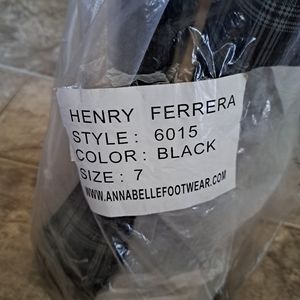 HENRY FERRERA
STYLE: 6015
COLOR: BLACK
SIZE: 7
WWW.ANNABELLEFOOTWEAR.COM